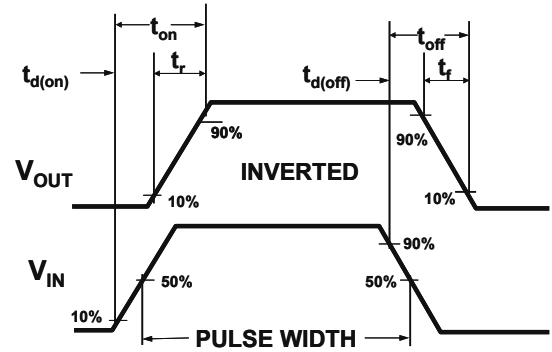 t_on
t_off
t_d(on)
t_r
t_d(off)
t_f
90%
90%
V_OUT
INVERTED
10%
10%
V_IN
90%
50%
50%
10%
PULSE WIDTH